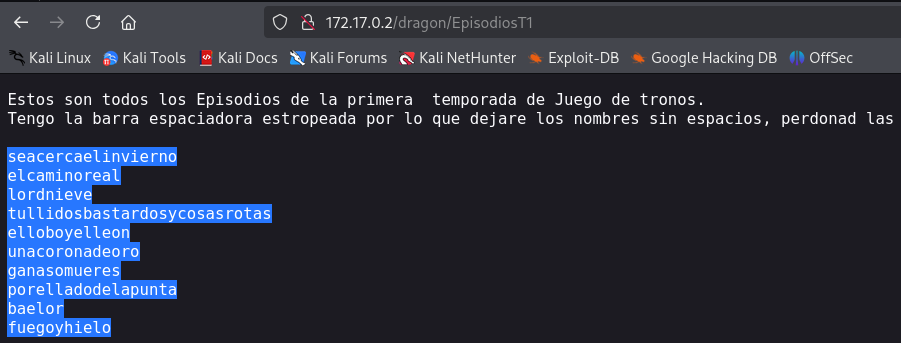 172.17.0.2/dragon/EpisodiosT1
Kali Linux Kali Tools Kali Docs Kali Forums Kali NetHunter Exploit-DB Google Hacking DB OffSec
Estos son todos los Episodios de la primera  temporada de Juego de tronos.
Tengo la barra espaciadora estropeada por lo que dejare los nombres sin espacios, perdonad las
seacercaelinvierno
elcaminoreal
lordnieve
tullidosbastardosycosasrotas
elloboyelleon
unacoronadeoro
ganasomueres
porelladodelapunta
baelor
fuegoyhielo